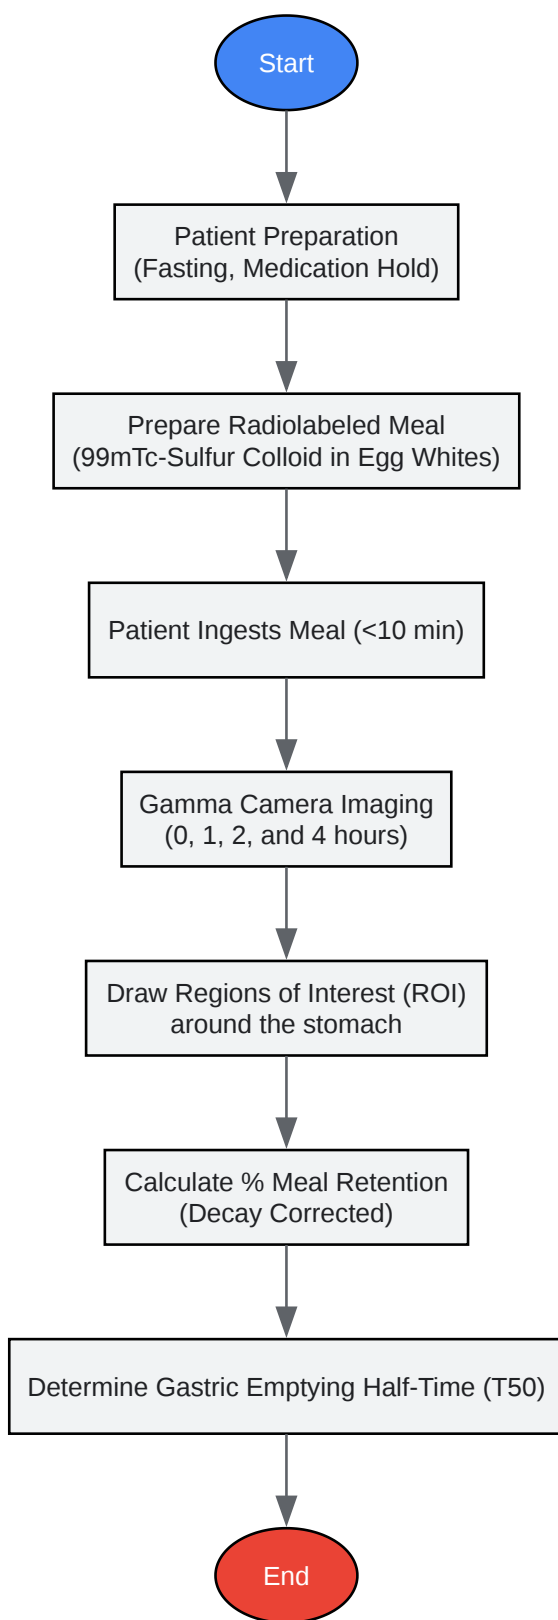 Start
Patient Preparation
(Fasting, Medication Hold)
Prepare Radiolabeled Meal
(99mTc-Sulfur Colloid in Egg Whites)
Patient Ingests Meal (<10 min)
Gamma Camera Imaging
(0, 1, 2, and 4 hours)
Draw Regions of Interest (ROI)
around the stomach
Calculate % Meal Retention
(Decay Corrected)
Determine Gastric Emptying Half-Time (T50)
End